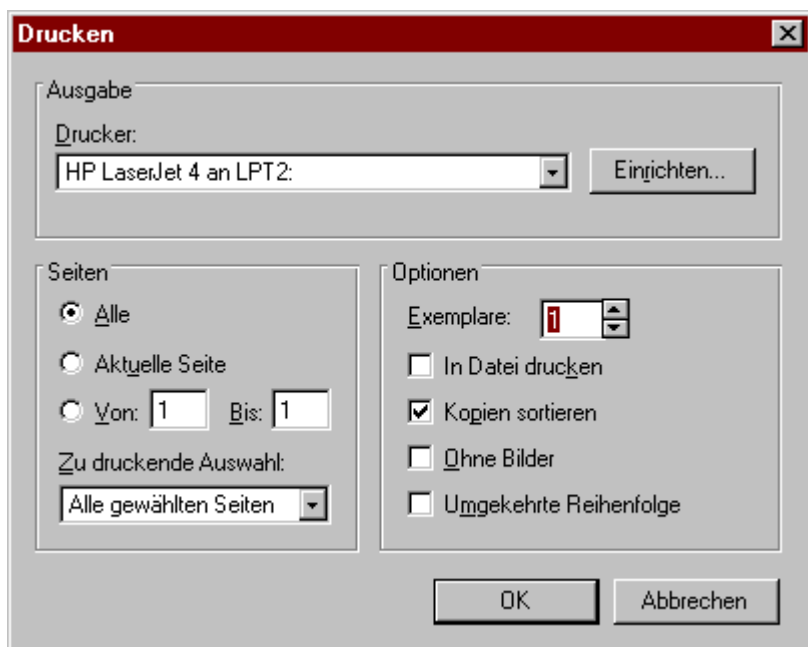 Drucken
Ausgabe
Drucker:
HP LaserJet 4 an LPT2:
Einrichten...
Seiten
Alle
Aktuelle Seite
Von: 1 Bis: 1
Zu druckende Auswahl:
Alle gewählten Seiten
Optionen
Exemplare: 1
In Datei drucken
Kopien sortieren
Ohne Bilder
Umgekehrte Reihenfolge
OK
Abbrechen